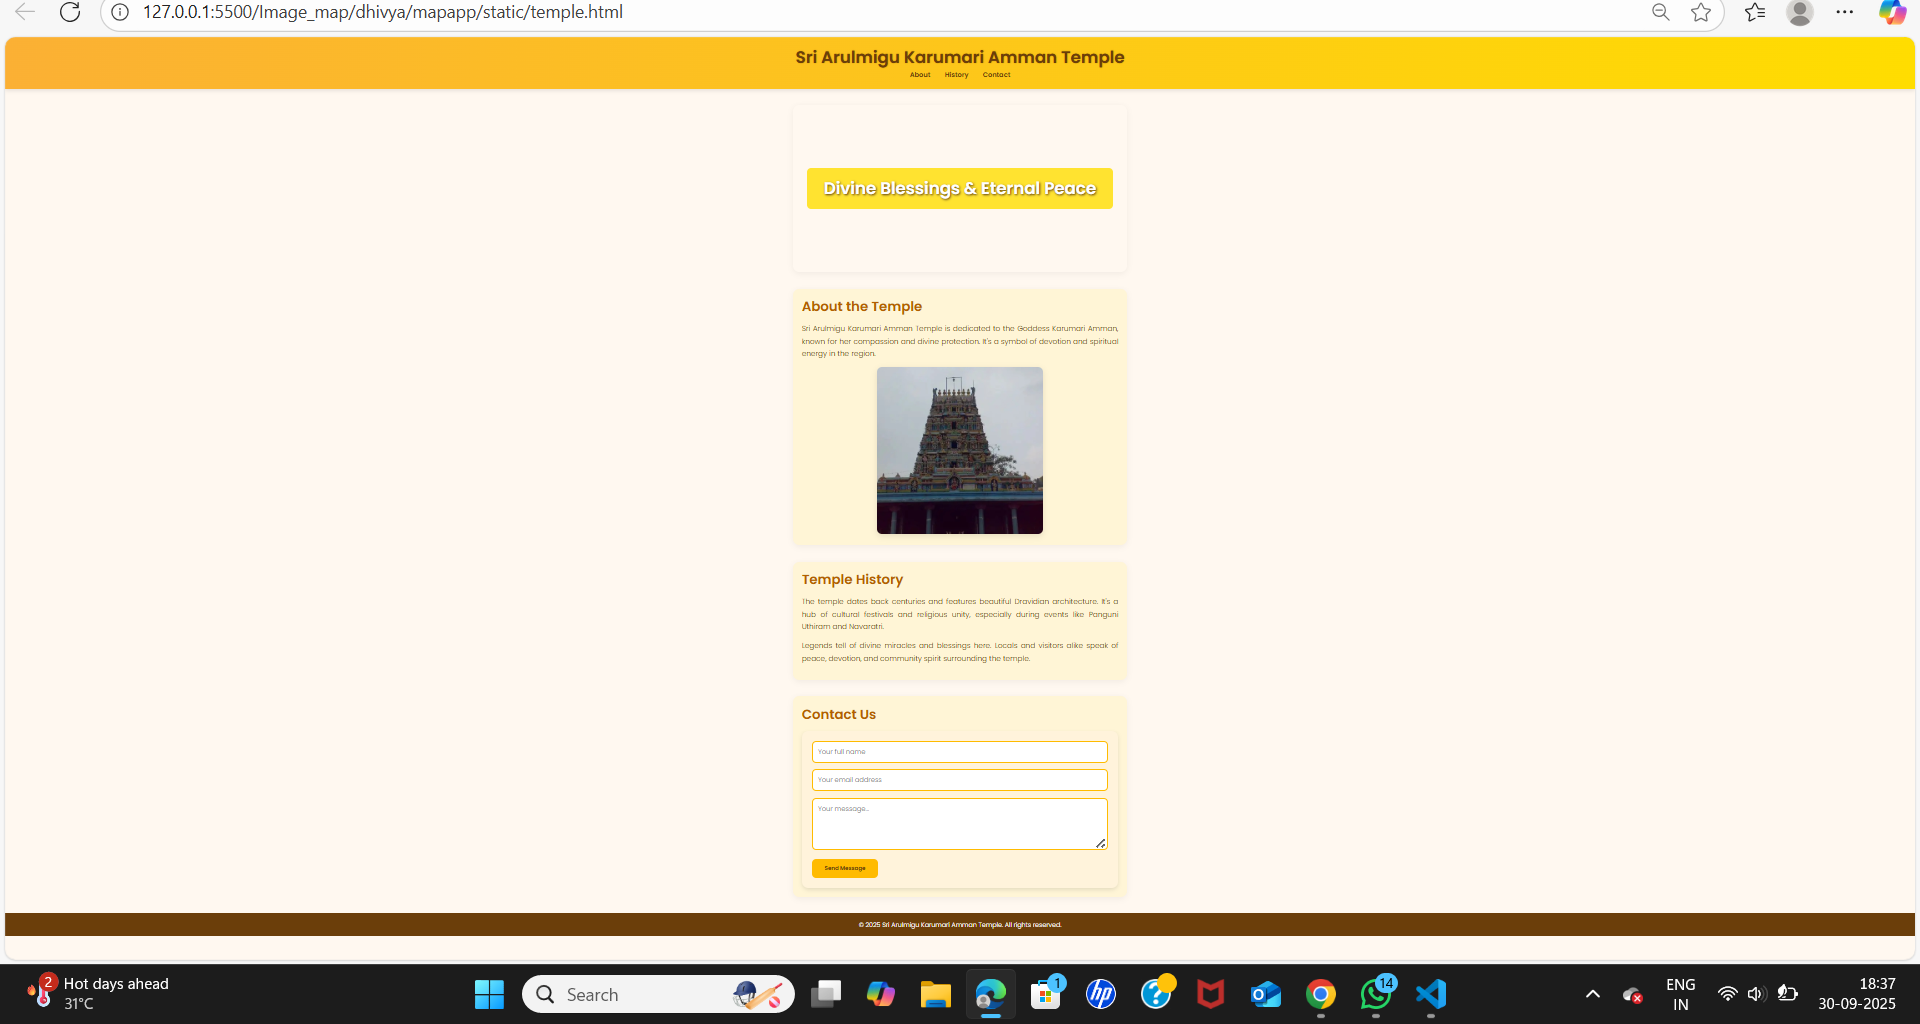 127.0.0.1:5500/Image_map/dhivya/mapapp/static/temple.html
Sri Arulmigu Karumari Amman Temple
About History Contact
Divine Blessings & Eternal Peace
About the Temple
Sri Arulmigu Karumari Amman Temple is dedicated to the Goddess Karumari Amman,
known for her compassion and divine protection. It's a symbol of devotion and spiritual
energy in the region.
Temple History
The temple dates back centuries and features beautiful Dravidian architecture. It's a
hub of cultural festivals and religious unity, especially during events like Panguni
Uthiram and Navaratri.
Legends tell of divine miracles and blessings here. Locals and visitors alike speak of
peace, devotion, and community spirit surrounding the temple.
Contact Us
Your full name
Your email address
Your message...
Send Message
© 2025 Sri Arulmigu Karumari Amman Temple. All rights reserved.
2
Hot days ahead
31°C
Search
1
hp
14
ENG
IN
18:37
30-09-2025